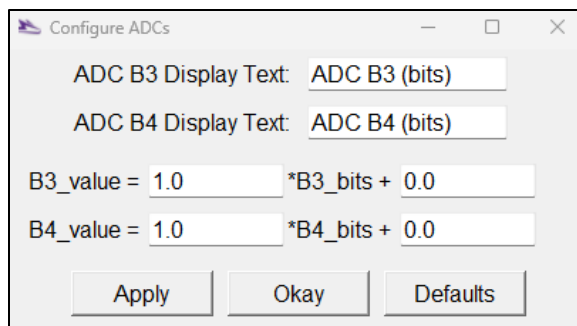 Configure ADCs
ADC B3 Display Text: ADC B3 (bits)
ADC B4 Display Text: ADC B4 (bits)
B3_value = 1.0 *B3_bits + 0.0
B4_value = 1.0 *B4_bits + 0.0
Apply Okay Defaults